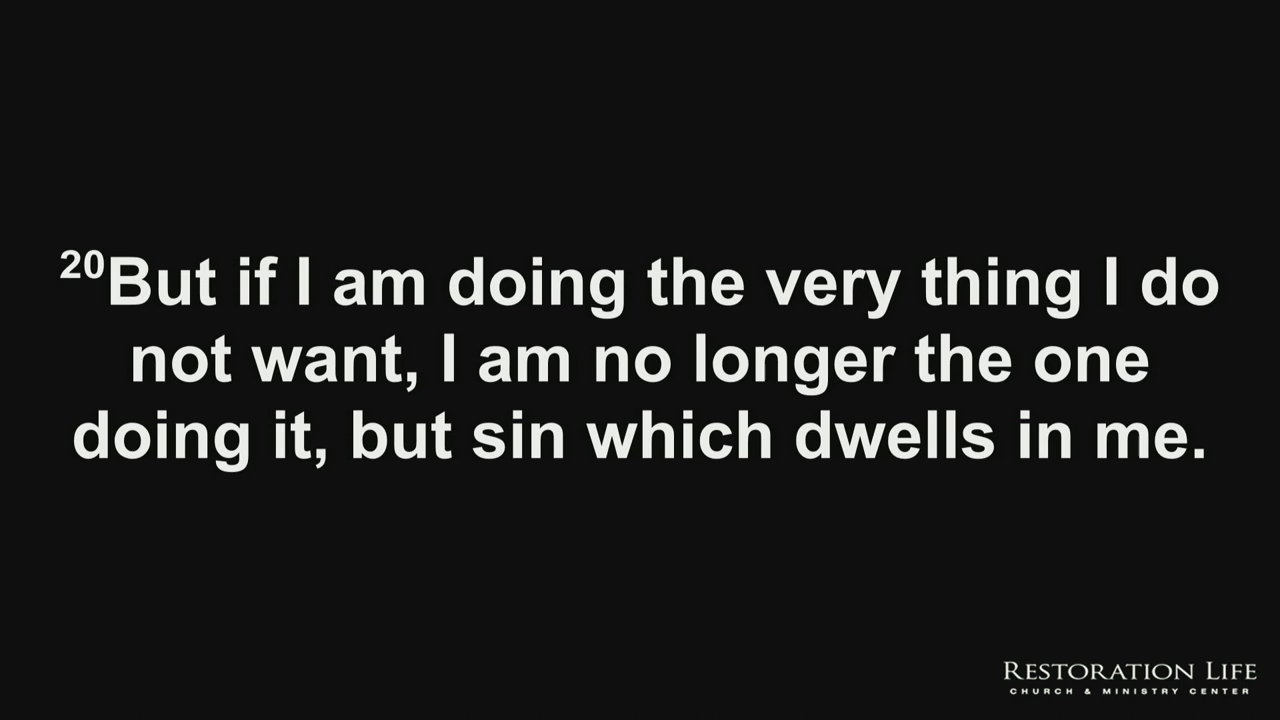 20But if I am doing the very thing I do
not want, I am no longer the one
doing it, but sin which dwells in me.
RESTORATION LIFE
CHURCH & MINISTRY CENTER